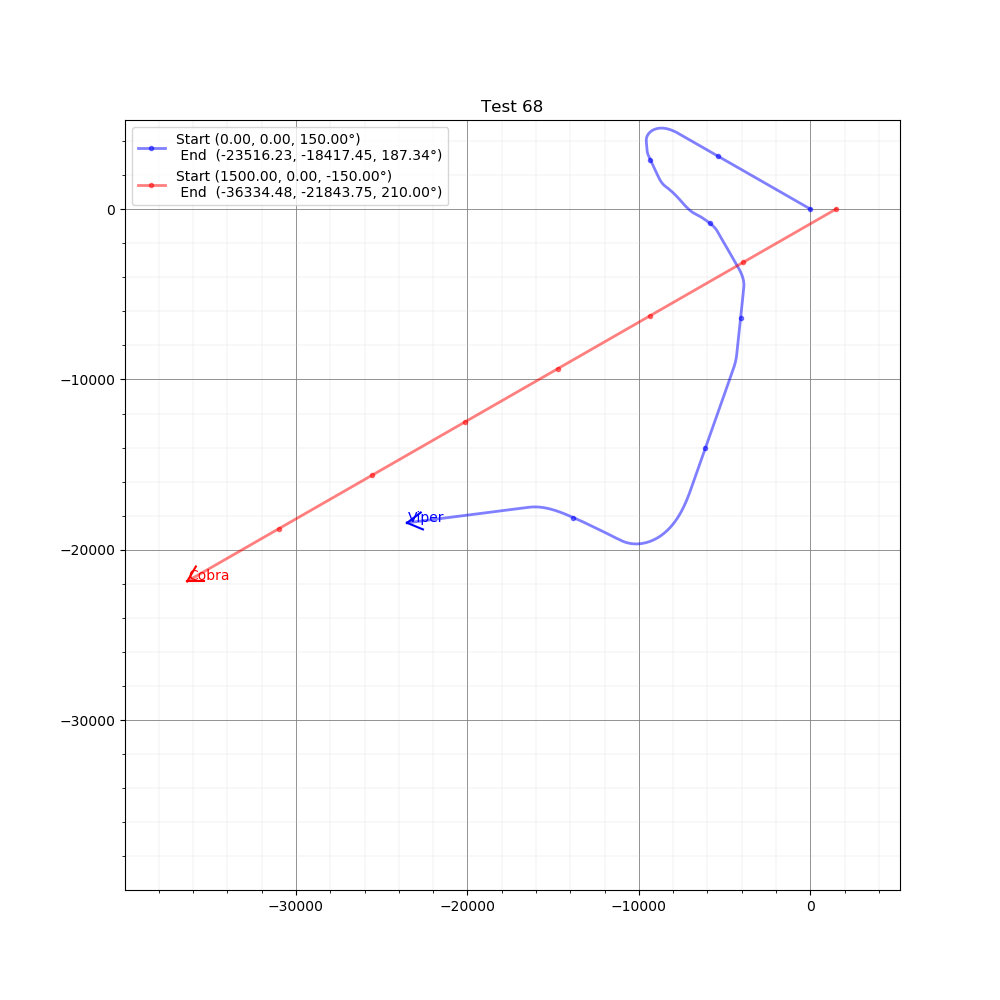 Test 68
Start (0.00, 0.00, 150.00°)
End  (-23516.23, -18417.45, 187.34°)
Start (1500.00, 0.00, -150.00°)
End  (-36334.48, -21843.75, 210.00°)
0
−10000
Viper
−20000
Cobra
−30000
−30000
−20000
−10000
0